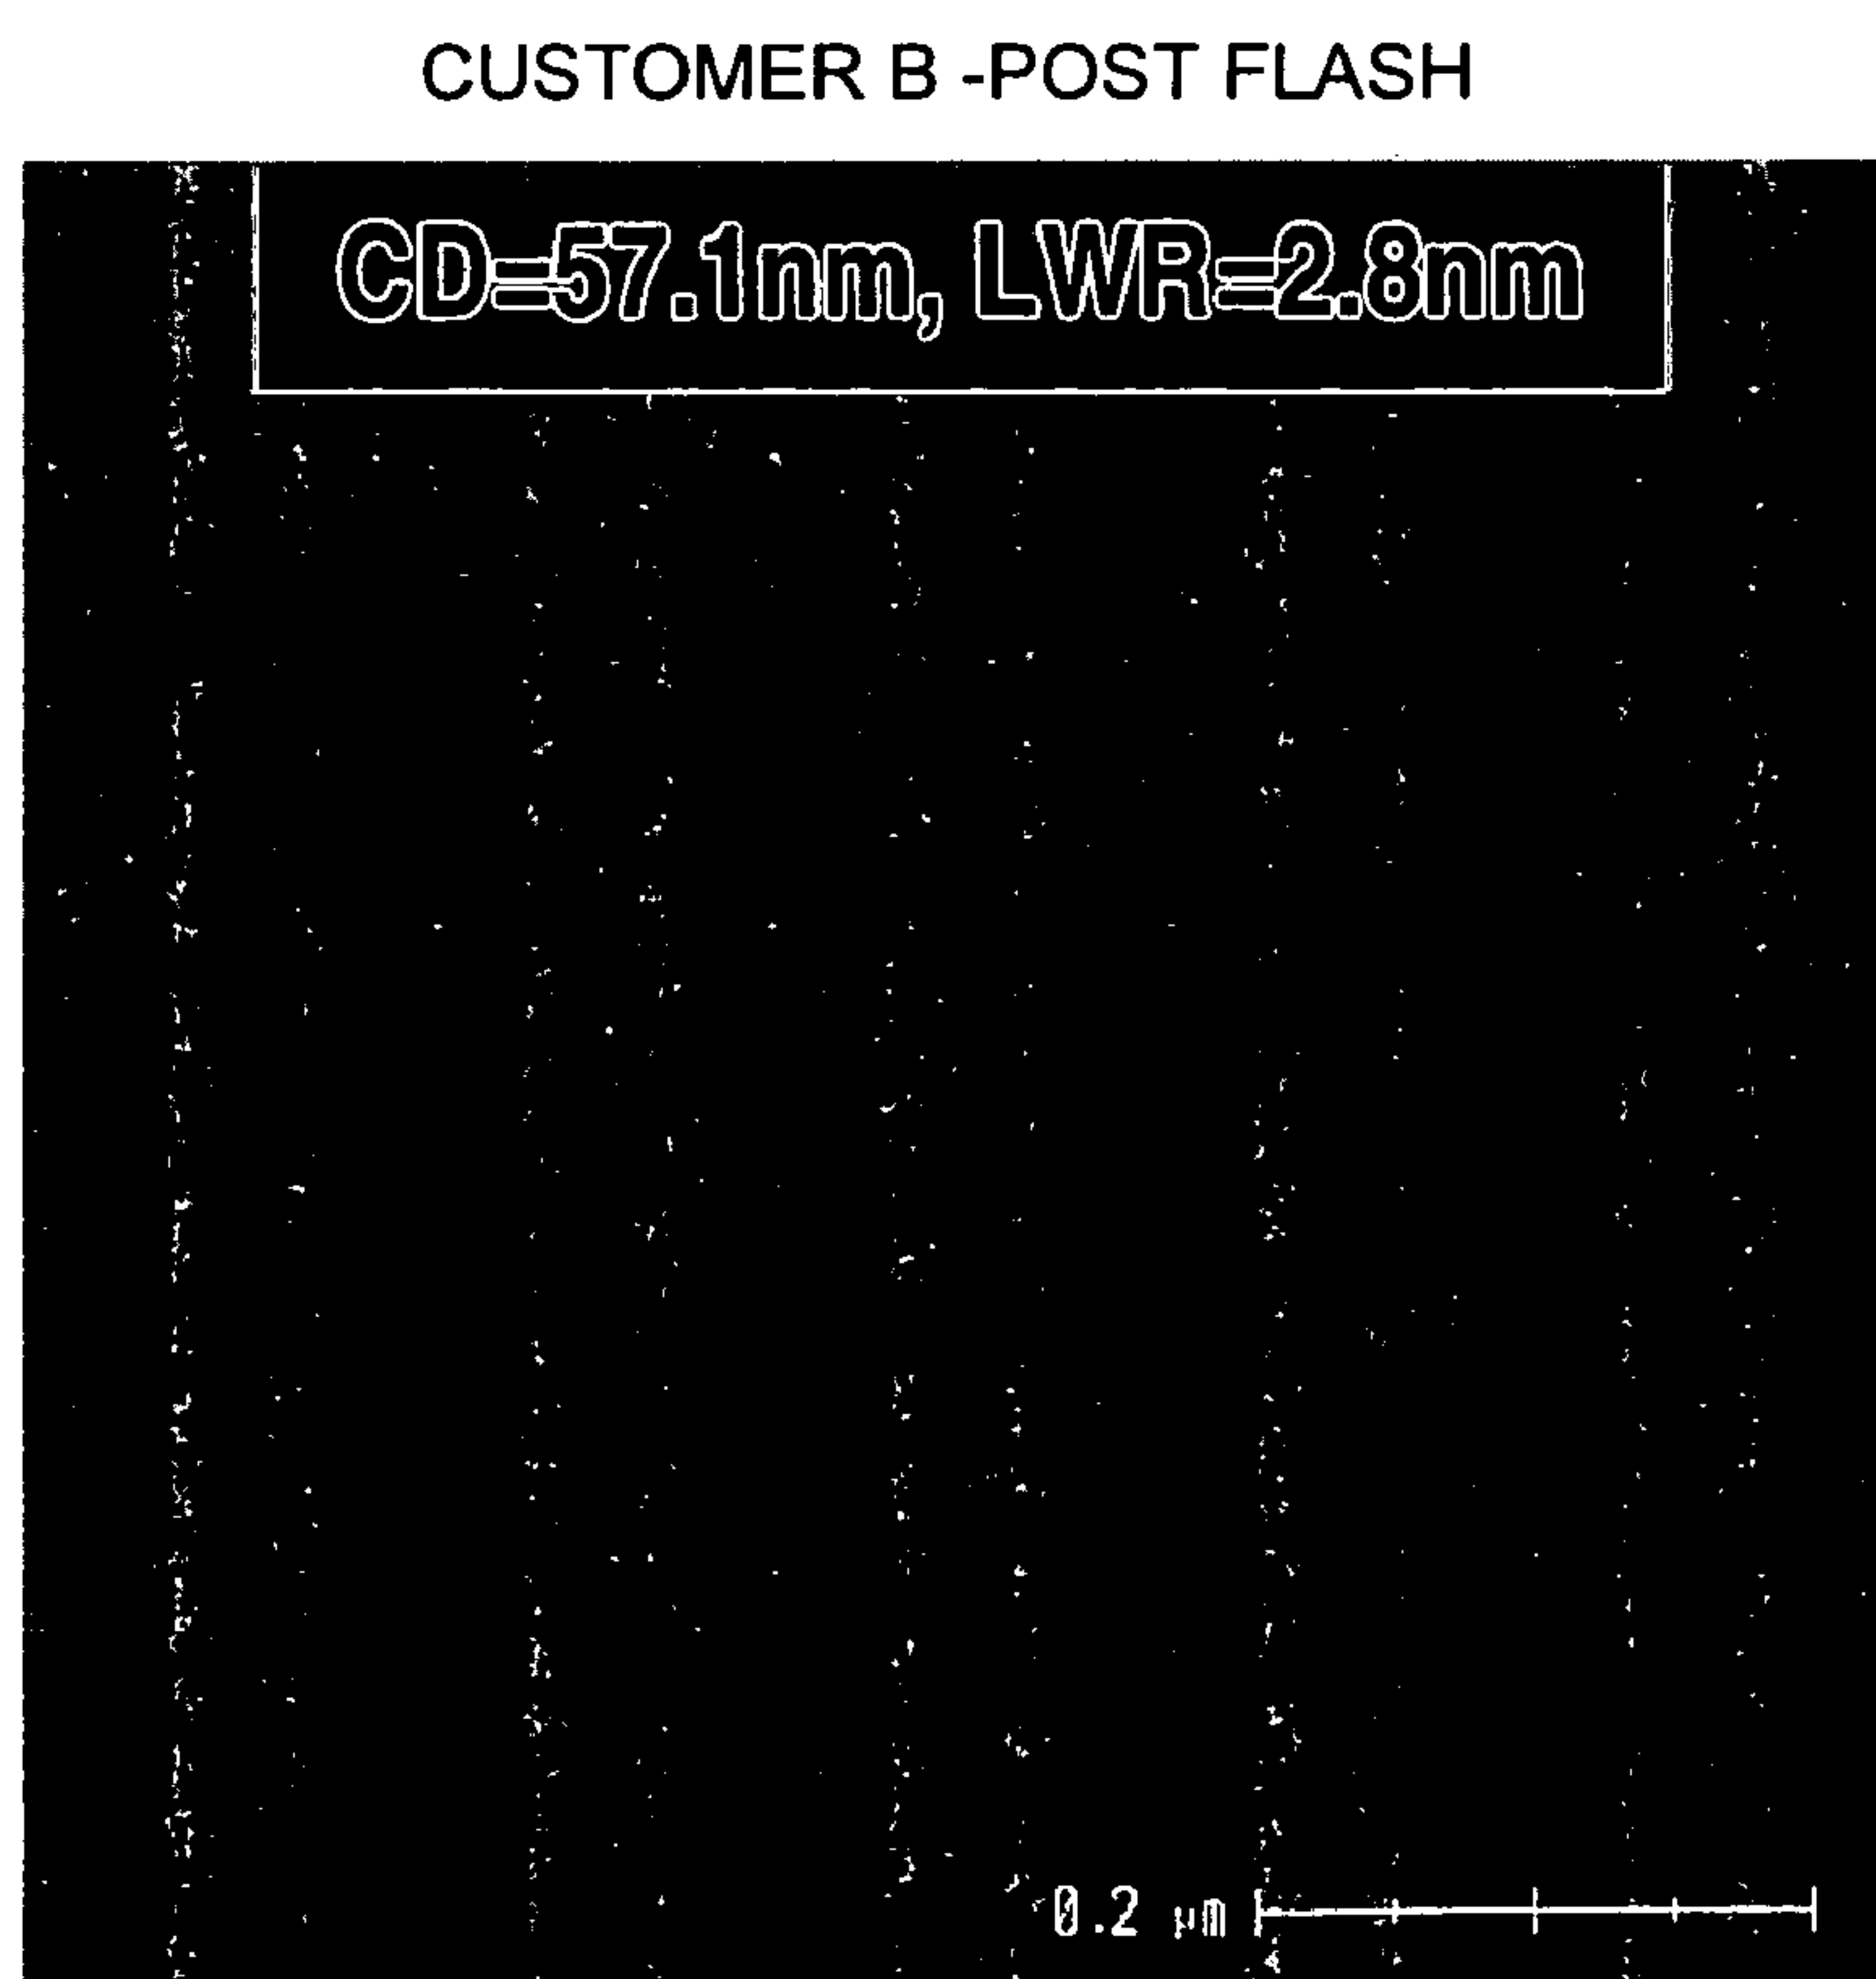 CUSTOMER B -POST FLASH
CD=57.1nm, LWR=2.8nm
0.2 µm